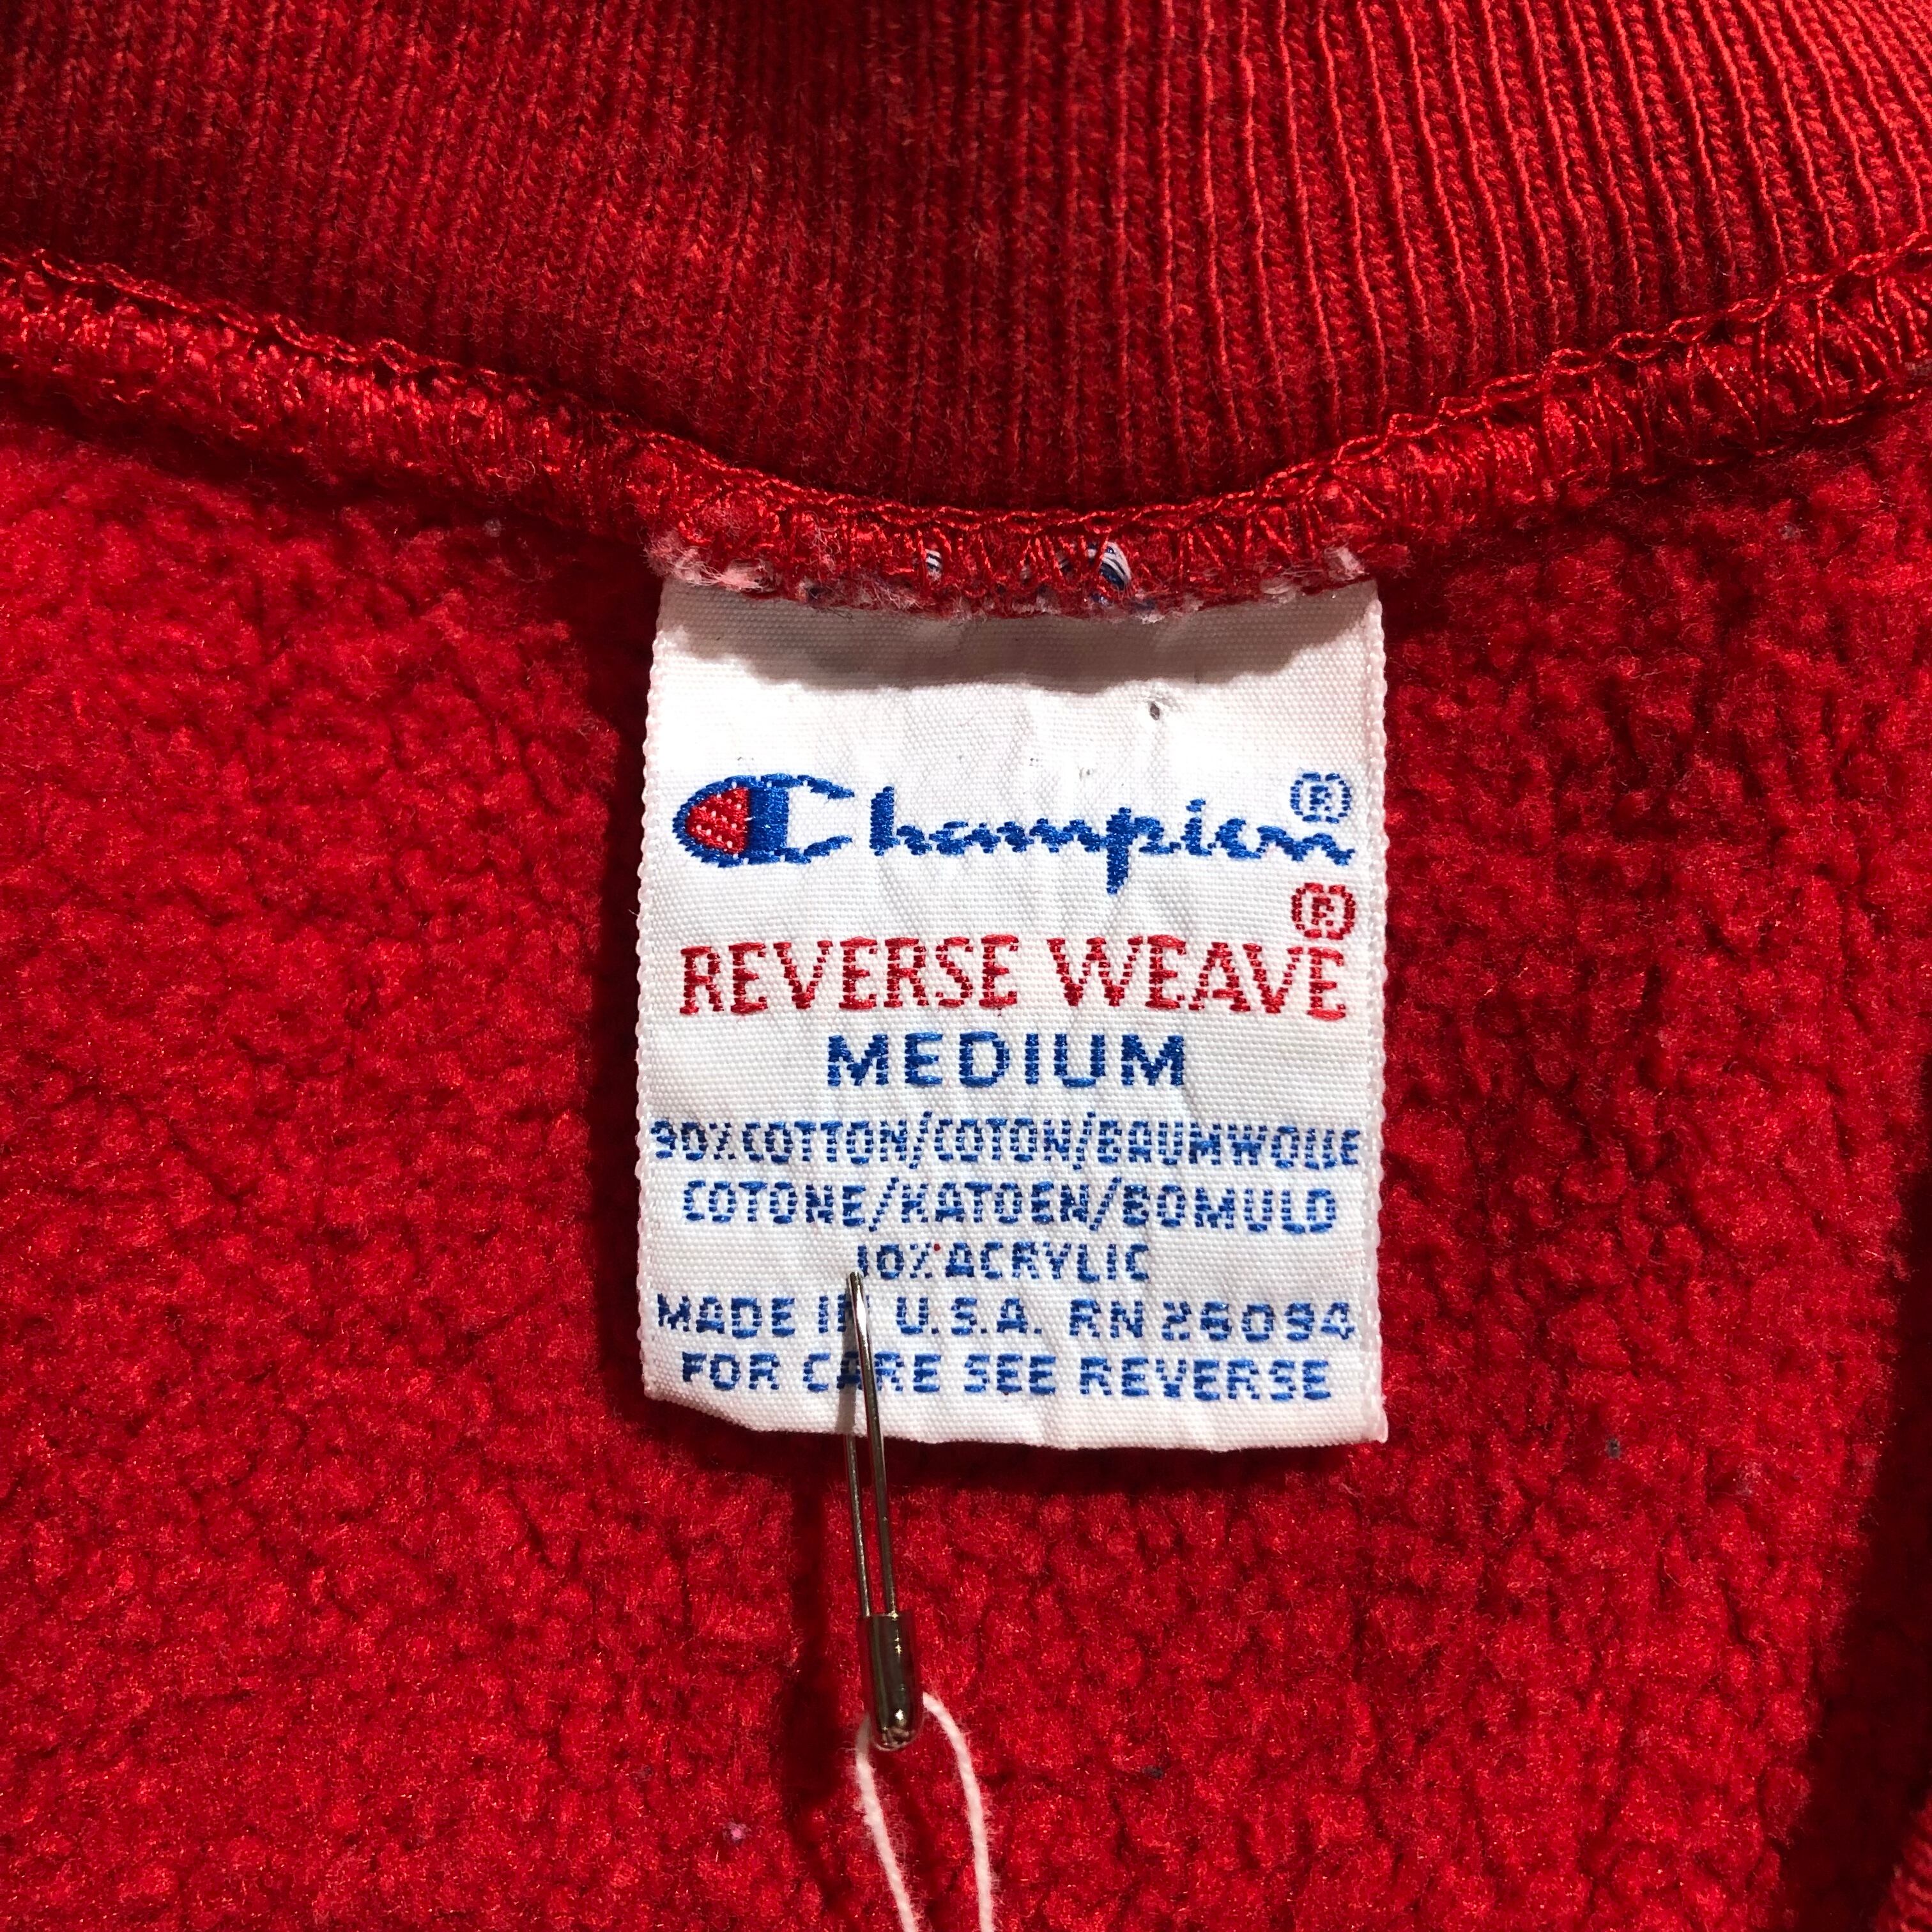 Champion®
REVERSE WEAVE®
MEDIUM
90% COTTON/COTON/BAUMWOLLE
COTONE/KATOEN/BOMULD
10% ACRYLIC
MADE IN U.S.A. RN 26094
FOR CARE SEE REVERSE